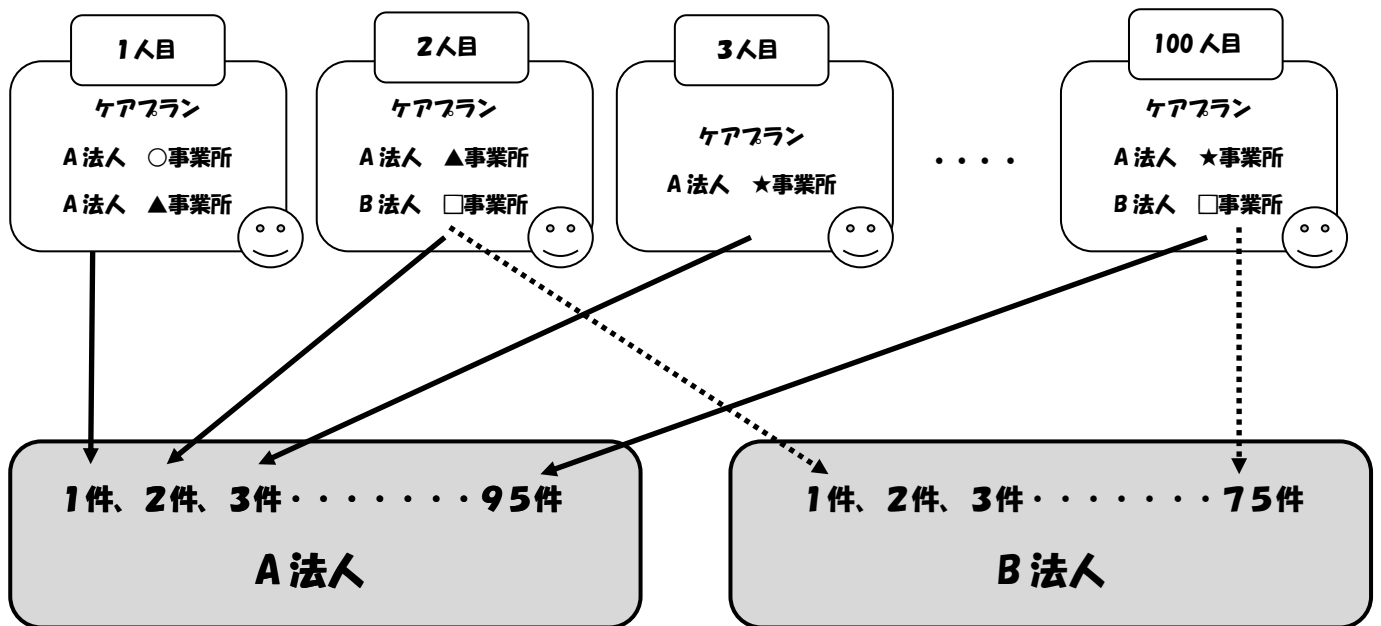 1人目
ケアプラン
A法人 ○事業所
A法人 ▲事業所
2人目
ケアプラン
A法人 ▲事業所
B法人 □事業所
3人目
ケアプラン
A法人 ★事業所
・・・・
100人目
ケアプラン
A法人 ★事業所
B法人 □事業所
1件、2件、3件・・・・・・・95件
A法人
1件、2件、3件・・・・・・・75件
B法人